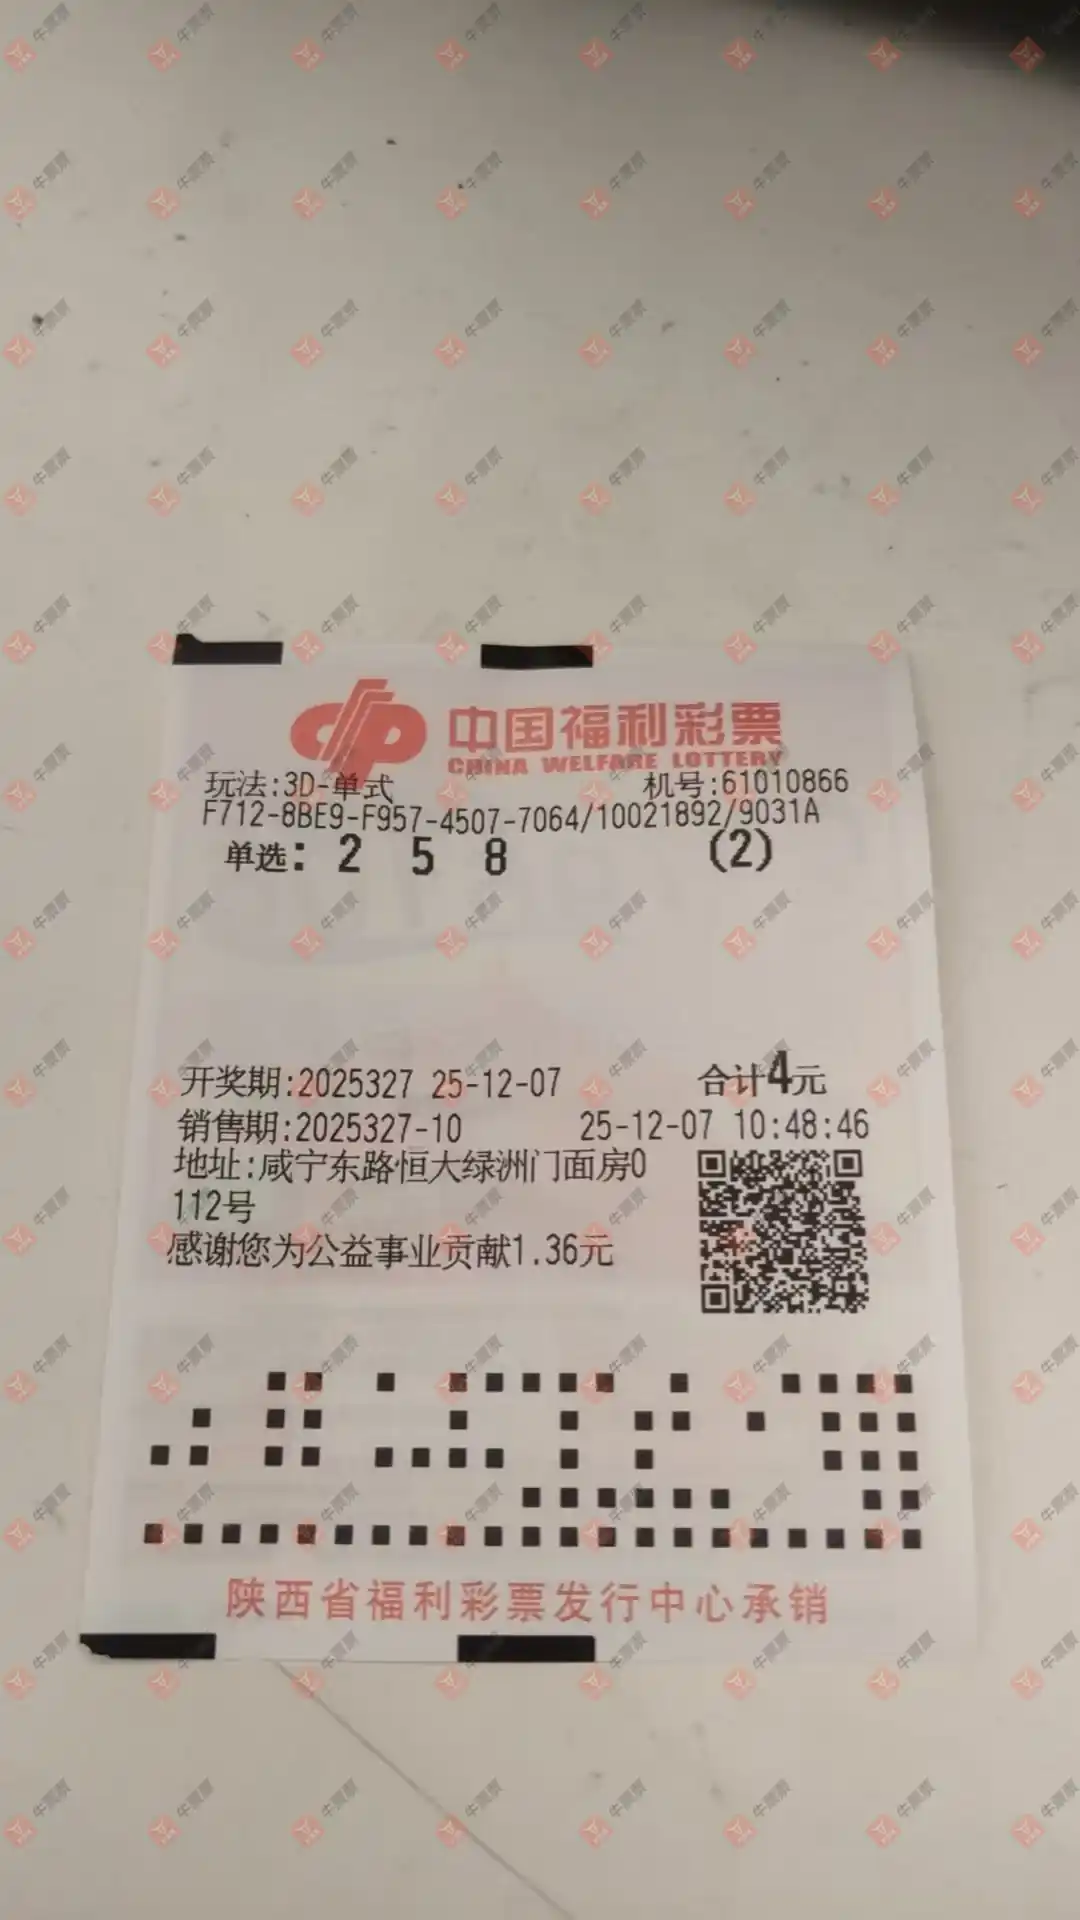 中国福利彩票
CHINA WELFARE LOTTERY
玩法:3D-单式 机号:61010866
F712-8BE9-F957-4507-7064/10021892/9031A
单选: 2 5 8 (2)
开奖期:2025327 25-12-07 合计4元
销售期:2025327-10 25-12-07 10:48:46
地址:咸宁东路恒大绿洲门面房0
112号
感谢您为公益事业贡献1.36元
陕西省福利彩票发行中心承销
牛票票